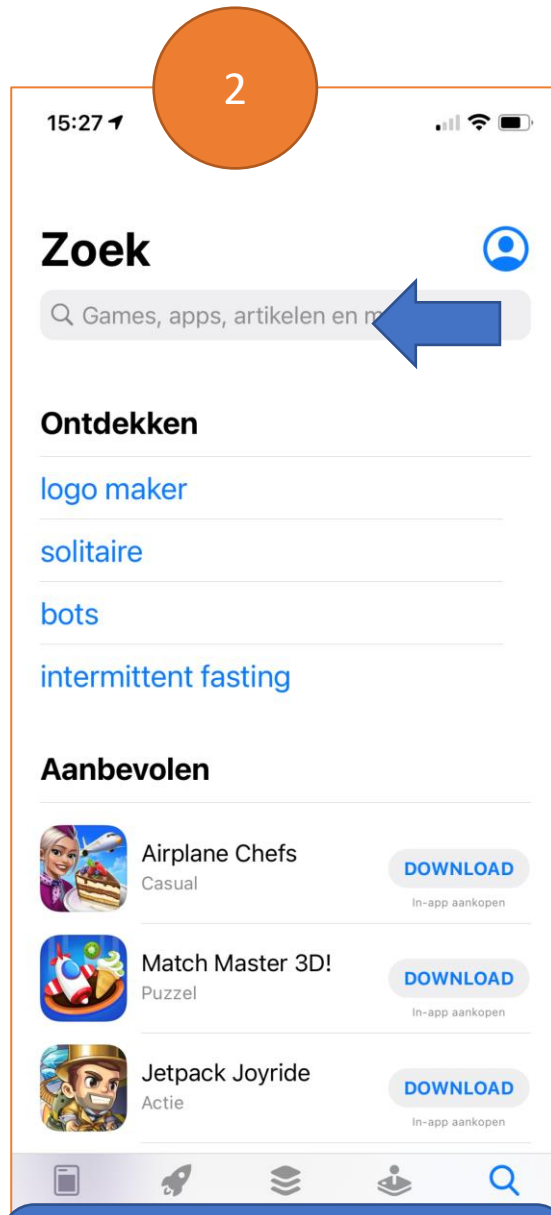 2
15:27
Zoek
Games, apps, artikelen en
Ontdekken
logo maker
solitaire
bots
intermittent fasting
Aanbevolen
Airplane Chefs
Casual
DOWNLOAD
In-app aankopen
Match Master 3D!
Puzzel
DOWNLOAD
In-app aankopen
Jetpack Joyride
Actie
DOWNLOAD
In-app aankopen